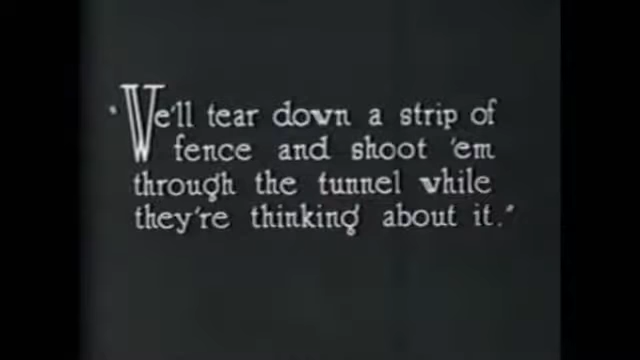 "We'll tear down a strip of
fence and shoot 'em
through the tunnel while
they're thinking about it."